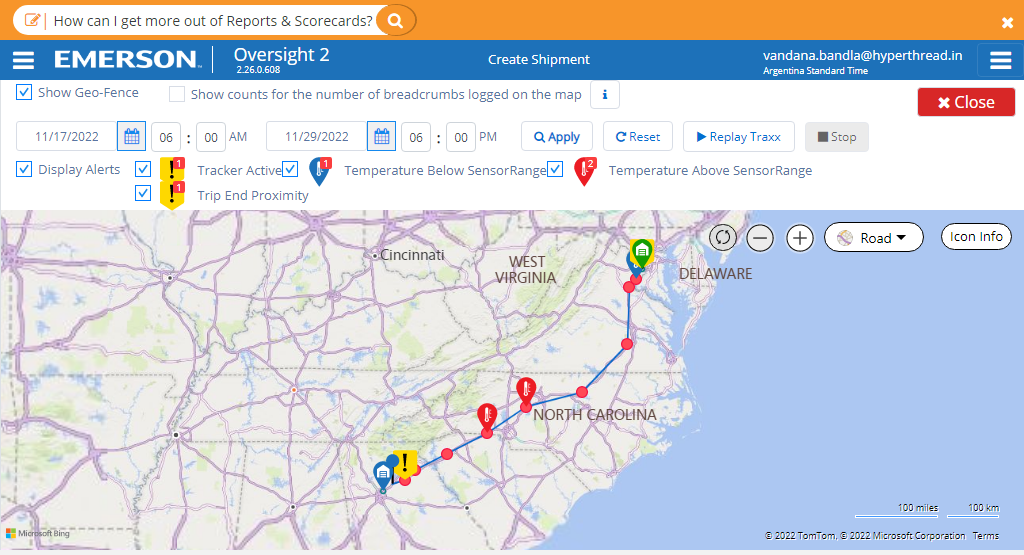 How can I get more out of Reports & Scorecards?
EMERSON
Oversight 2
2.26.0.608
Create Shipment
vandana.bandla@hyperthread.in
Argentina Standard Time
Show Geo-Fence
Show counts for the number of breadcrumbs logged on the map
i
Close
11/17/2022
06 : 00 AM
11/29/2022
06 : 00 PM
Apply
Reset
Replay Traxx
Stop
Display Alerts
! 1 Tracker Active
1 Temperature Below SensorRange
2 Temperature Above SensorRange
! 1 Trip End Proximity
Road
Icon Info
Cincinnati
WEST
VIRGINIA
DELAWARE
NORTH CAROLINA
!
100 miles
100 km
Microsoft Bing
© 2022 TomTom, © 2022 Microsoft Corporation Terms